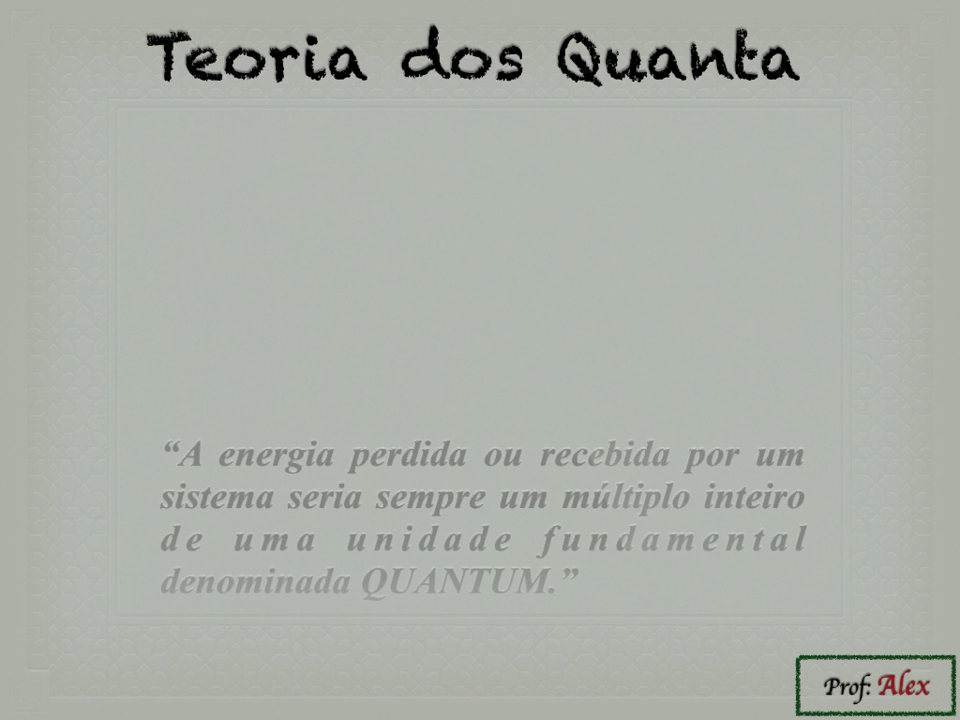 Teoria dos Quanta
“A energia perdida ou recebida por um
sistema seria sempre um múltiplo inteiro
de uma unidade fundamental
denominada QUANTUM.”
Prof: Alex